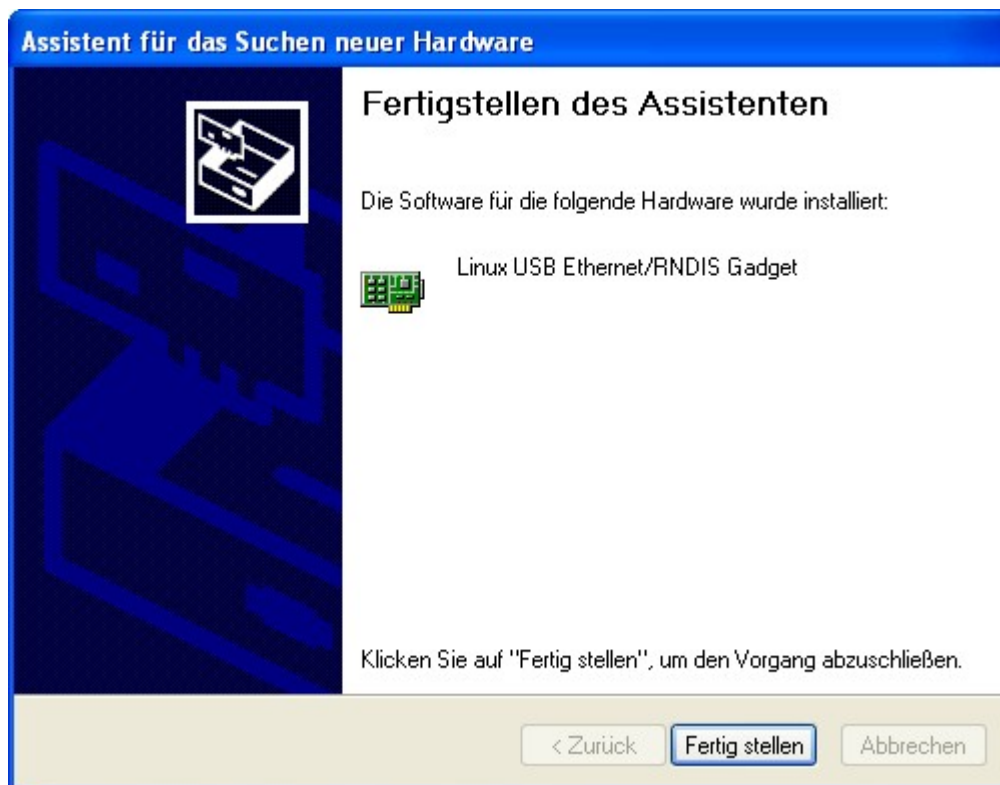 Assistent für das Suchen neuer Hardware
Fertigstellen des Assistenten
Die Software für die folgende Hardware wurde installiert:
Linux USB Ethernet/RNDIS Gadget
Klicken Sie auf "Fertig stellen", um den Vorgang abzuschließen.
< Zurück
Fertig stellen
Abbrechen